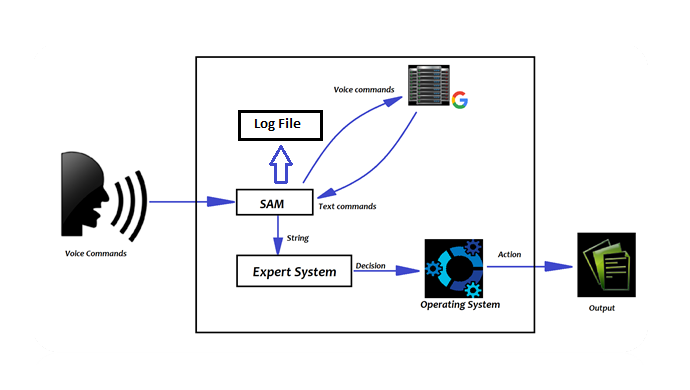 Voice commands
G
Log File
SAM
Text commands
Voice Commands
String
Expert System
Decision
Action
Operating System
Output